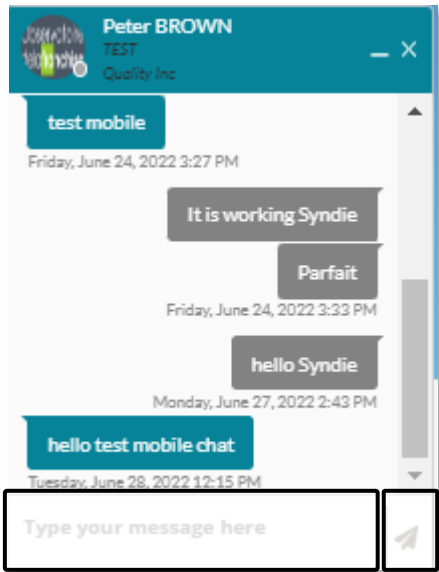 Peter BROWN
TEST
Quality Inc
test mobile
Friday, June 24, 2022 3:27 PM
It is working Syndie
Parfait
Friday, June 24, 2022 3:33 PM
hello Syndie
Monday, June 27, 2022 2:43 PM
hello test mobile chat
Tuesday, June 28, 2022 12:15 PM
Type your message here